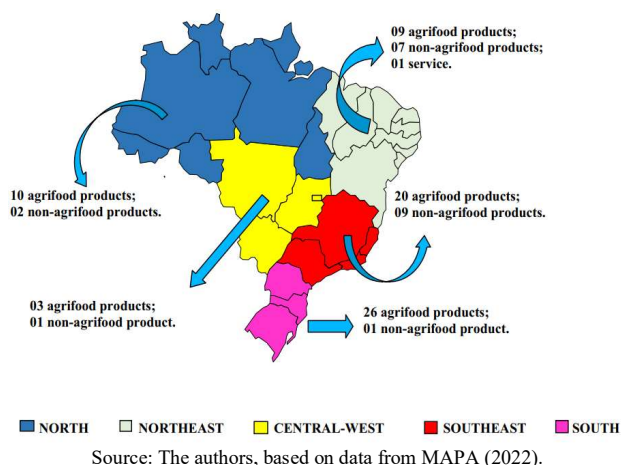 09 agrifood products;
07 non-agrifood products;
01 service.
10 agrifood products;
02 non-agrifood products.
20 agrifood products;
09 non-agrifood products.
03 agrifood products;
01 non-agrifood product.
26 agrifood products;
01 non-agrifood product.
NORTH NORTHEAST CENTRAL-WEST SOUTHEAST SOUTH
Source: The authors, based on data from MAPA (2022).